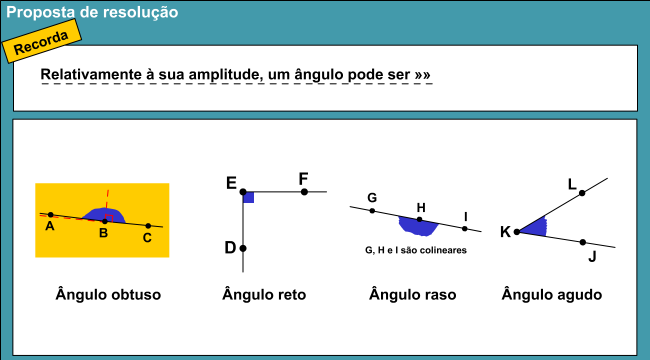 Proposta de resolução
Recorda
Relativamente à sua amplitude, um ângulo pode ser »»
A
B
C
E
F
D
G
H
I
G, H e I são colineares
L
K
J
Ângulo obtuso
Ângulo reto
Ângulo raso
Ângulo agudo